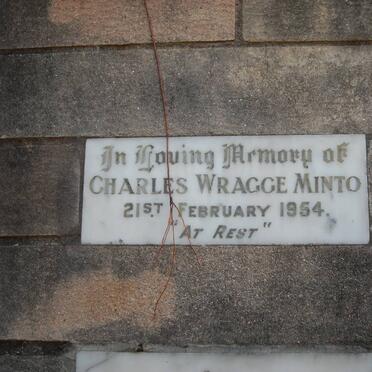 In Loving Memory of
CHARLES WRAGGE MINTO
21ST FEBRUARY 1954.
"AT REST"